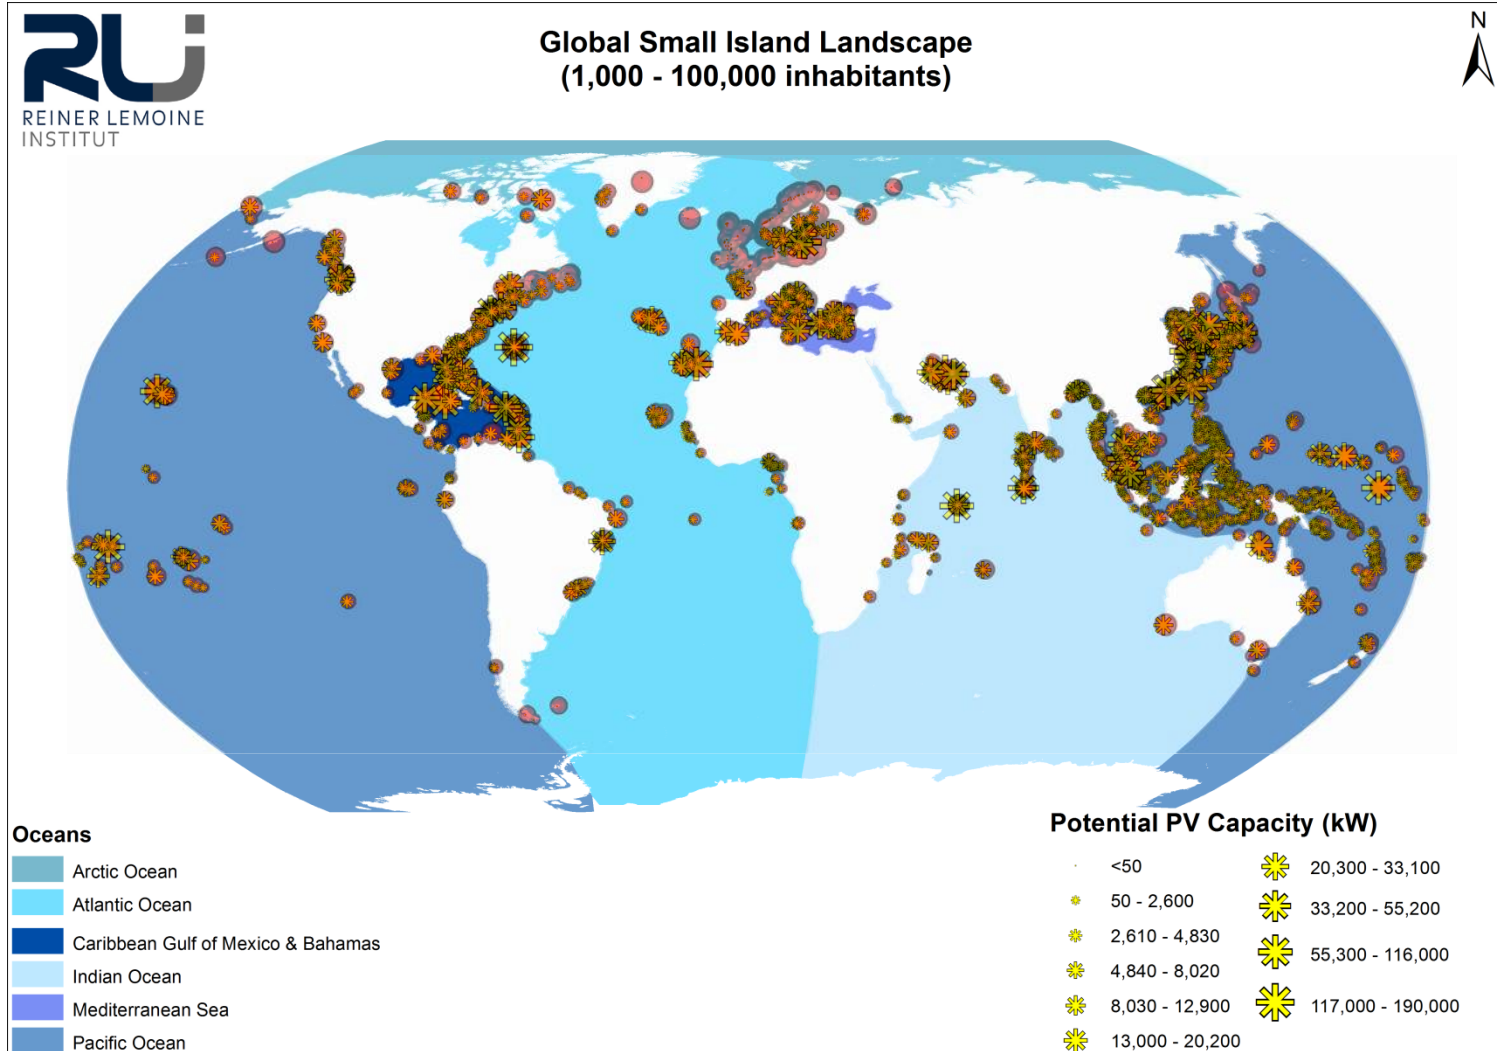 RLI
REINER LEMOINE
INSTITUT
Global Small Island Landscape
(1,000 - 100,000 inhabitants)
N
Oceans
Arctic Ocean
Atlantic Ocean
Caribbean Gulf of Mexico & Bahamas
Indian Ocean
Mediterranean Sea
Pacific Ocean
Potential PV Capacity (kW)
<50
50 - 2,600
2,610 - 4,830
4,840 - 8,020
8,030 - 12,900
13,000 - 20,200
20,300 - 33,100
33,200 - 55,200
55,300 - 116,000
117,000 - 190,000